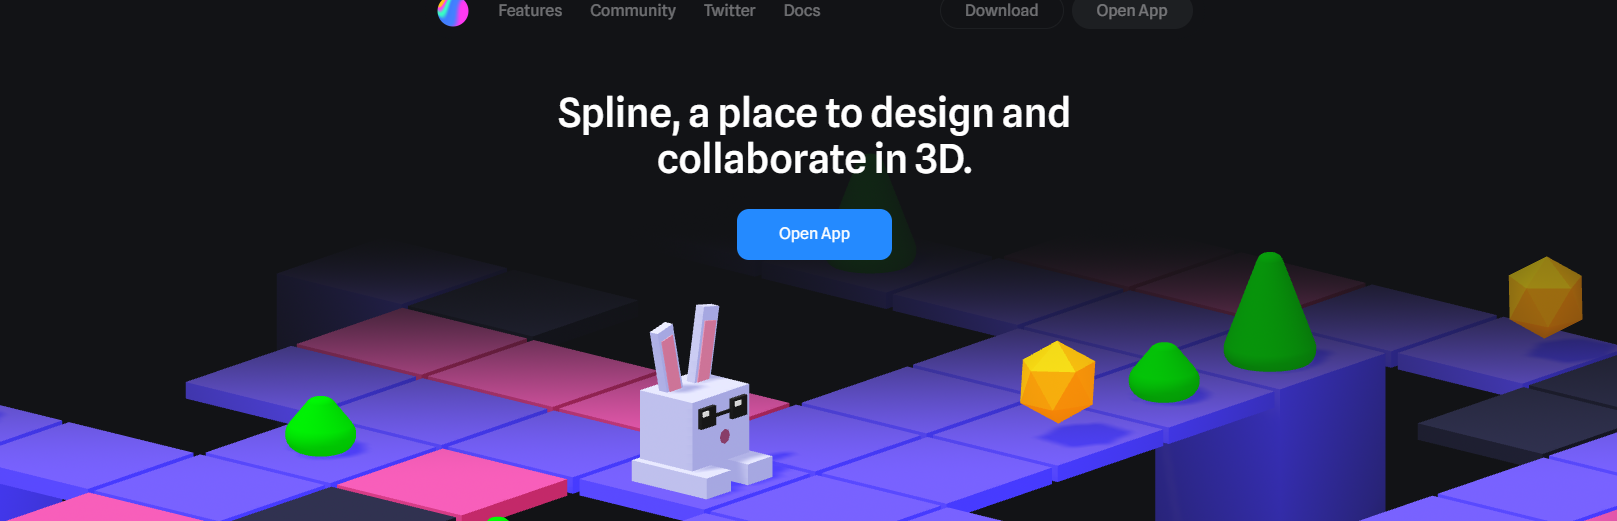 Features Community Twitter Docs Download Open App
Spline, a place to design and
collaborate in 3D.
Open App